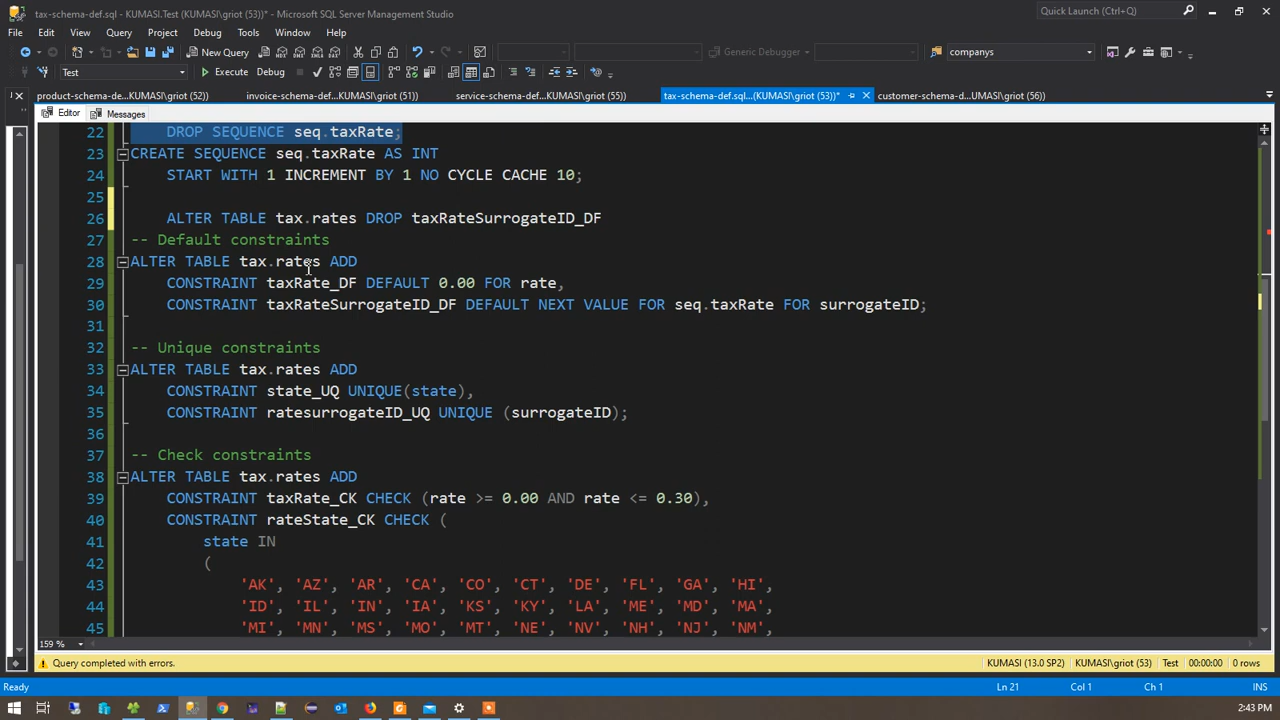 tax-schema-def.sql - KUMASI.Test (KUMASI\griot (53))* - Microsoft SQL Server Management Studio
Quick Launch (Ctrl+Q)
File Edit View Query Project Debug Tools Window Help
New Query
Generic Debugger
companys
Test
Execute Debug
product-schema-de...KUMASI\griot (52))
invoice-schema-def...KUMASI\griot (51))
service-schema-def...KUMASI\griot (55))
tax-schema-def.sql...(KUMASI\griot (53))*
customer-schema-d...UMASI\griot (56))
Editor
Messages
22 DROP SEQUENCE seq.taxRate;
23 CREATE SEQUENCE seq.taxRate AS INT
24 START WITH 1 INCREMENT BY 1 NO CYCLE CACHE 10;
25
26 ALTER TABLE tax.rates DROP taxRateSurrogateID_DF
27 -- Default constraints
28 ALTER TABLE tax.rates ADD
29 CONSTRAINT taxRate_DF DEFAULT 0.00 FOR rate,
30 CONSTRAINT taxRateSurrogateID_DF DEFAULT NEXT VALUE FOR seq.taxRate FOR surrogateID;
31
32 -- Unique constraints
33 ALTER TABLE tax.rates ADD
34 CONSTRAINT state_UQ UNIQUE(state),
35 CONSTRAINT ratesurrogateID_UQ UNIQUE (surrogateID);
36
37 -- Check constraints
38 ALTER TABLE tax.rates ADD
39 CONSTRAINT taxRate_CK CHECK (rate >= 0.00 AND rate <= 0.30),
40 CONSTRAINT rateState_CK CHECK (
41 state IN
42 (
43 'AK', 'AZ', 'AR', 'CA', 'CO', 'CT', 'DE', 'FL', 'GA', 'HI',
44 'ID', 'IL', 'IN', 'IA', 'KS', 'KY', 'LA', 'ME', 'MD', 'MA',
45 'MI', 'MN', 'MS', 'MO', 'MT', 'NE', 'NV', 'NH', 'NJ', 'NM',
159 %
Query completed with errors.
KUMASI (13.0 SP2) KUMASI\griot (53) Test 00:00:00 0 rows
Ready
Ln 21 Col 1 Ch 1 INS
2:43 PM